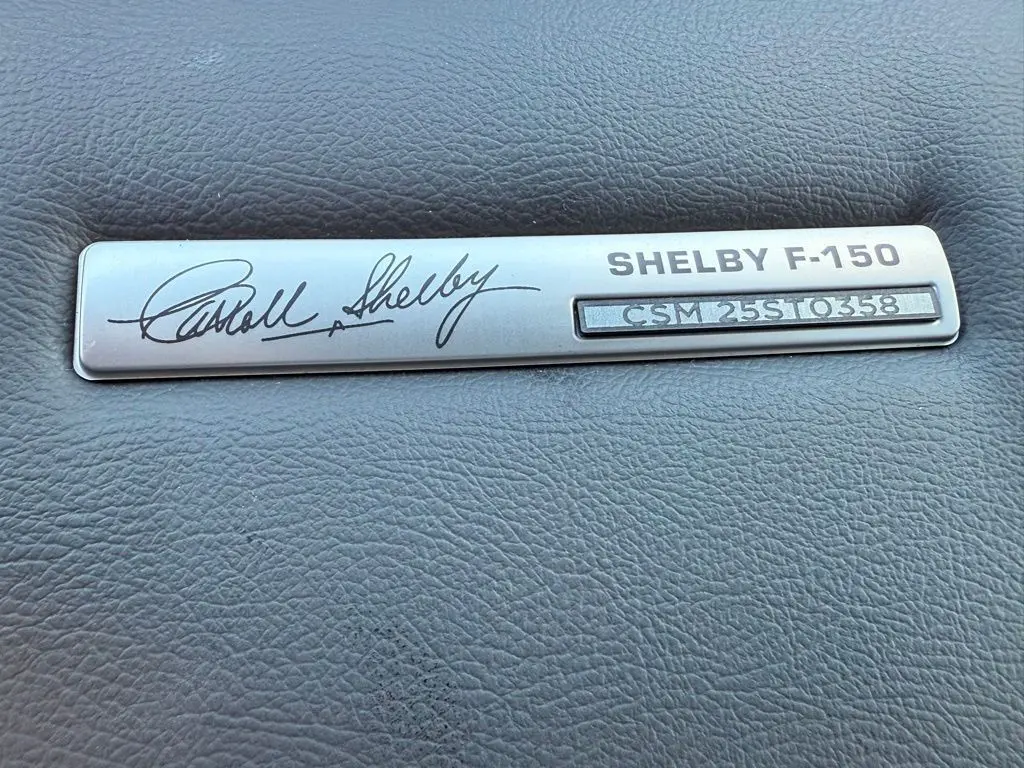 Carroll Shelby
SHELBY F-150
CSM 25ST0358